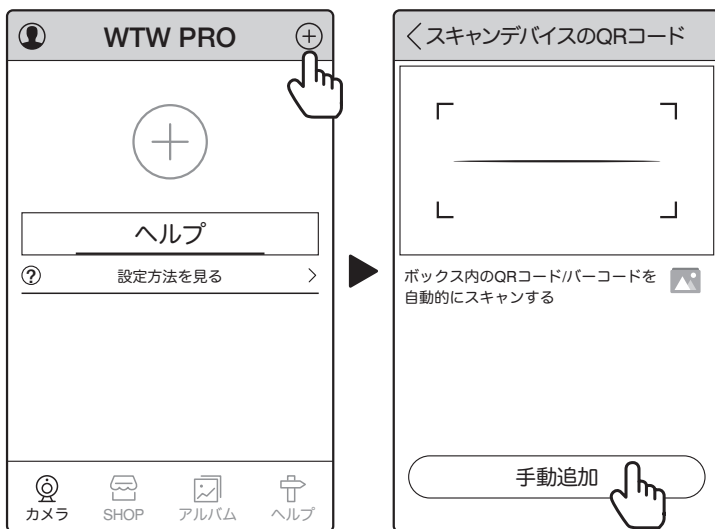 WTW PRO
ヘルプ
設定方法を見る
カメラ
SHOP
アルバム
ヘルプ
スキャンデバイスのQRコード
ボックス内のQRコード/バーコードを
自動的にスキャンする
手動追加